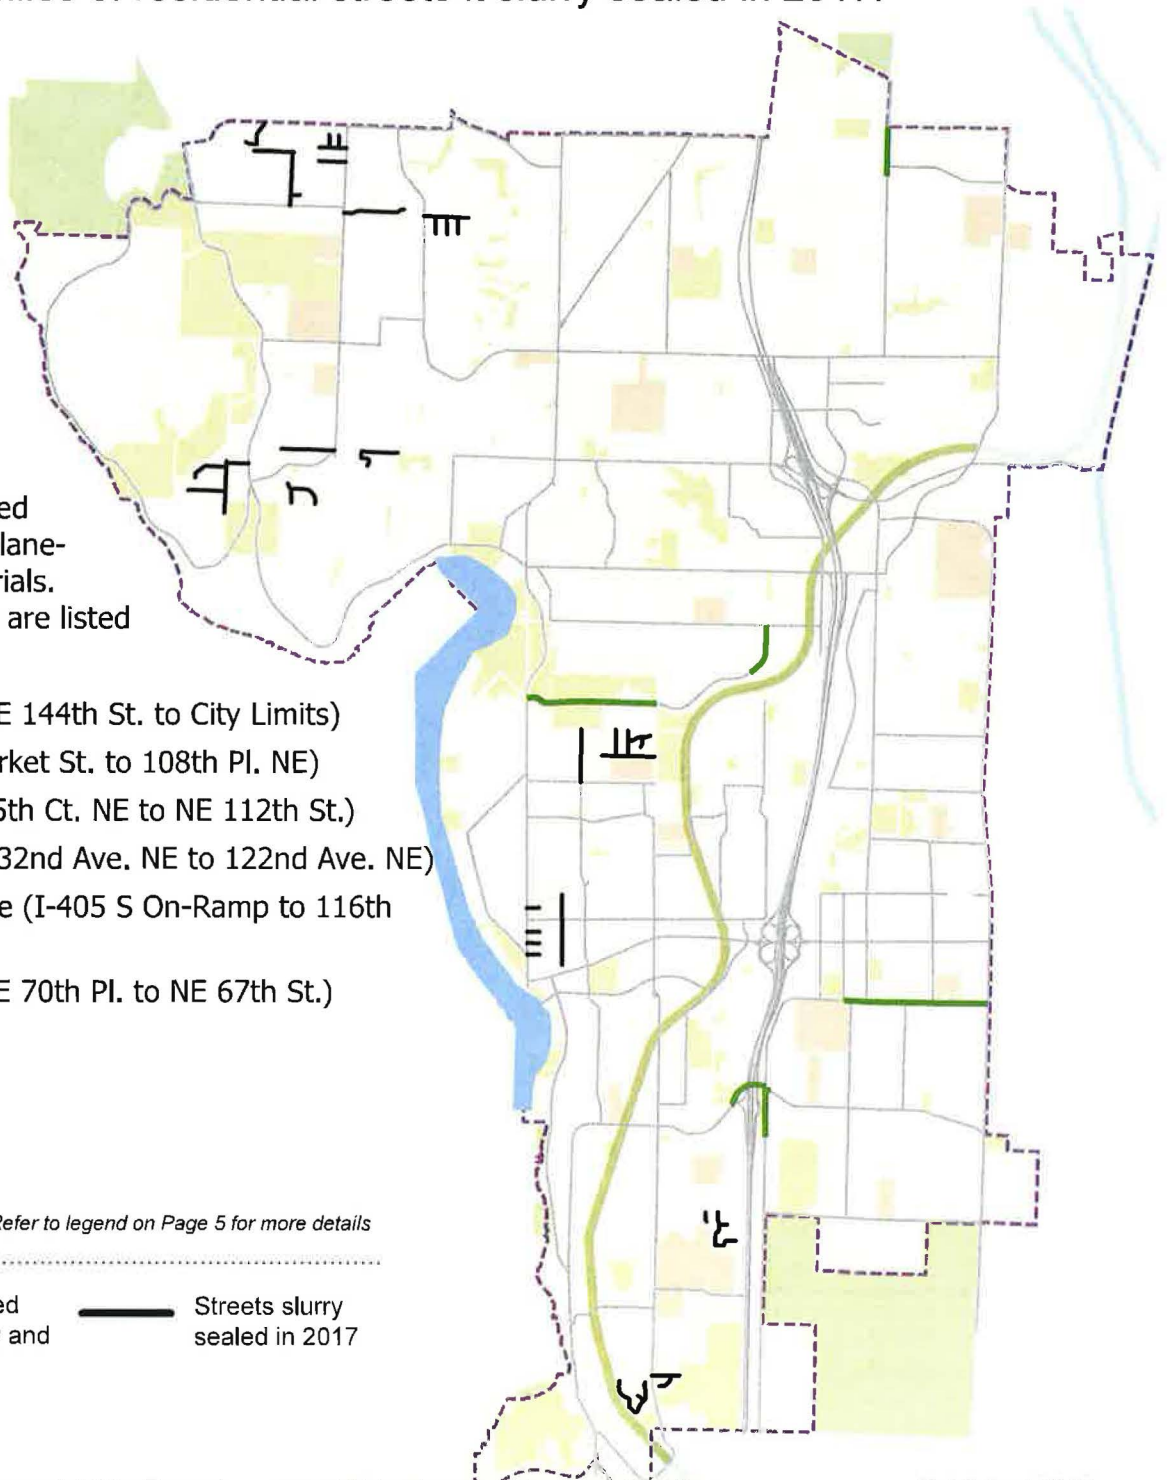 ed
lane-
rials.
are listed
E 144th St. to City Limits)
rket St. to 108th Pl. NE)
5th Ct. NE to NE 112th St.)
32nd Ave. NE to 122nd Ave. NE)
e (I-405 S On-Ramp to 116th
E 70th Pl. to NE 67th St.)
Refer to legend on Page 5 for more details
ed
and
Streets slurry
sealed in 2017